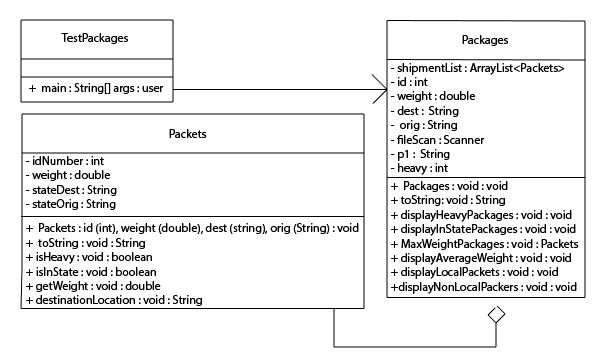 TestPackages
+ main : String[] args : user
Packages
- shipmentList : ArrayList<Packets>
- id : int
- weight : double
- dest : String
- orig : String
- fileScan : Scanner
- p1 : String
- heavy : int
+ Packages : void : void
+ toString: void : String
+ displayHeavyPackages : void : void
+ displayInStatePackages : void : void
+ MaxWeightPackages : void : Packets
+ displayAverageWeight : void : void
+ displayLocalPackets : void : void
+displayNonLocalPackers : void : void
Packets
- idNumber : int
- weight : double
- stateDest : String
- stateOrig : String
+ Packets : id (int), weight (double), dest (string), orig (String) : void
+ toString : void : String
+ isHeavy : void : boolean
+ isInState : void : boolean
+ getWeight : void : double
+ destinationLocation : void : String